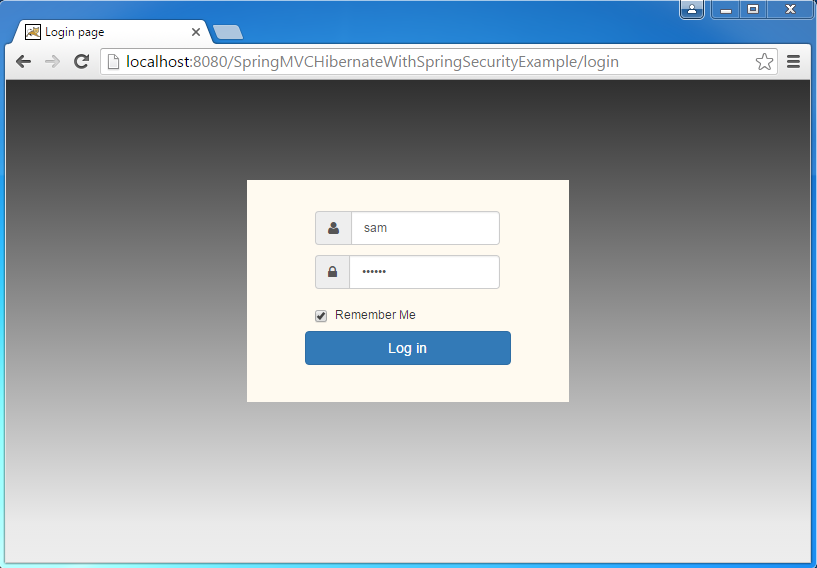 Login page
localhost:8080/SpringMVCHibernateWithSpringSecurityExample/login
sam
••••••
Remember Me
Log in